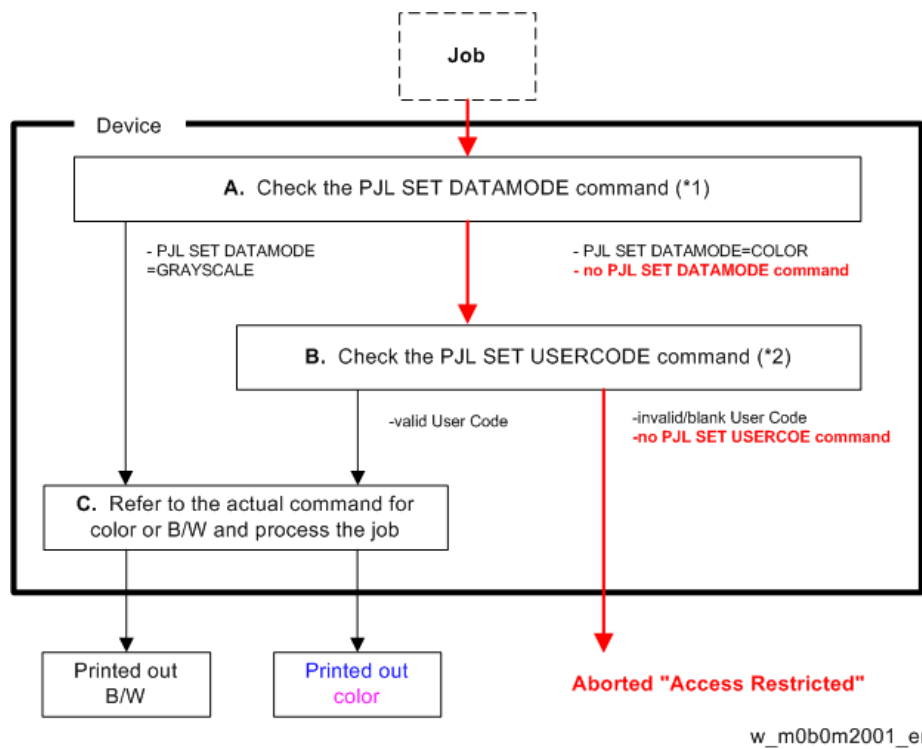 Job
Device
A. Check the PJL SET DATAMODE command (*1)
- PJL SET DATAMODE
=GRAYSCALE
- PJL SET DATAMODE=COLOR
- no PJL SET DATAMODE command
B. Check the PJL SET USERCODE command (*2)
-valid User Code
-invalid/blank User Code
-no PJL SET USERCOE command
C. Refer to the actual command for
color or B/W and process the job
Printed out
B/W
Printed out
color
Aborted "Access Restricted"
w_m0b0m2001_e